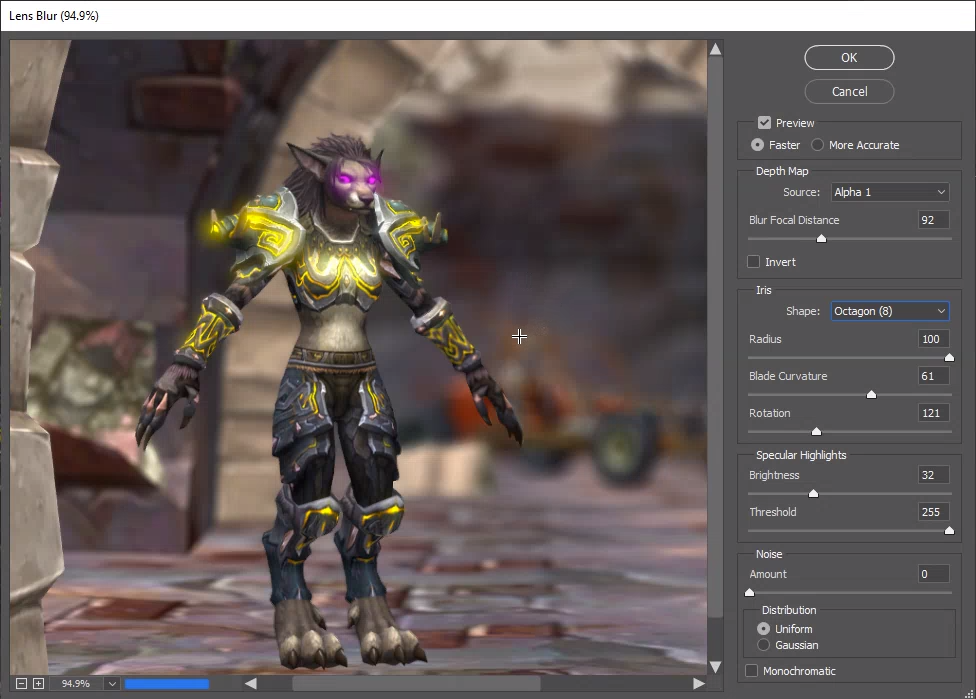 Lens Blur (94.9%)
OK
Cancel
Preview
Faster
More Accurate
Depth Map
Source: Alpha 1
Blur Focal Distance 92
Invert
Iris
Shape: Octagon (8)
Radius 100
Blade Curvature 61
Rotation 121
Specular Highlights
Brightness 32
Threshold 255
Noise
Amount 0
Distribution
Uniform
Gaussian
Monochromatic
94.9%